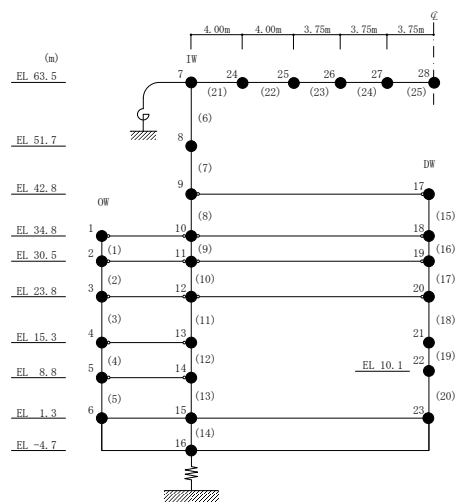 ℄
4.00m 4.00m 3.75m 3.75m 3.75m
(m) IW
EL 63.5 7 24 25 26 27 28
(21) (22) (23) (24) (25)
(6)
EL 51.7 8
(7) DW
EL 42.8 9 17
OW (8) (15)
EL 34.8 1 10 18
(1) (9) (16)
EL 30.5 2 11 19
(2) (10) (17)
EL 23.8 3 12 20
(3) (11) (18)
EL 15.3 4 13 21
(4) (12) (19)
EL 8.8 5 14 EL 10.1 22
(5) (13) (20)
EL 1.3 6 15 23
(14)
EL -4.7 16